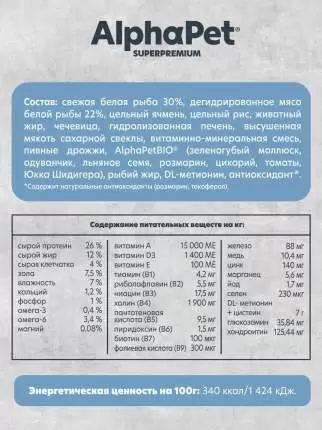 AlphaPet®
SUPERPREMIUM
Состав: свежая белая рыба 30%, дегидрированное мясо
белой рыбы 22%, цельный ячмень, цельный рис, животный
жир, чечевица, гидролизованная печень, высушенная
мякоть сахарной свеклы, витаминно-минеральная смесь,
пивные дрожжи, AlphaPetBIO® (зеленогубый моллюск,
одуванчик, льняное семя, розмарин, цикорий, томаты,
Юкка Шидигера), рыбий жир, DL-метионин, антиоксидант*.
*Содержит натуральные антиоксиданты (розмарин, токоферол).
Содержание питательных веществ на кг:
сырой протеин 26 %
сырой жир 12 %
сырая клетчатка 4 %
зола 7,5 %
влажность 7 %
кальций 1,2 %
фосфор 1 %
омега-3 0,4 %
омега-6 3,4 %
магний 0,08%
витамин А 15 000 МЕ
витамин D3 1 400 МЕ
витамин Е 100 МЕ
тиамин (В1) 4,2 мг
рибофлавин (В2) 5,5 мг
ниацин (В3) 17,5 мг
холин (В4) 1 900 мг
пантотеновая
кислота (В5) 9,5 мг
пиридоксин (В6) 1,5 мг
биотин (В7) 100 мкг
фолиевая кислота (В9) 300 мкг
железо 88 мг
медь 10,4 мг
цинк 140 мг
марганец 5,6 мг
йод 1,7 мг
селен 230 мкг
DL- метионин
+ цистеин 7 г
глюкозамин 35,84 мг
хондроитин 125,44 мг
Энергетическая ценность на 100г: 340 ккал/1 424 кДж.